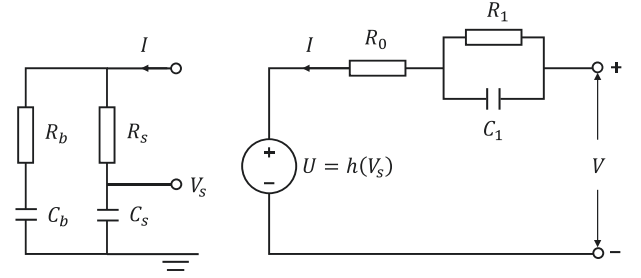 I
R_b
R_s
V_s
C_b
C_s
R_1
I
R_0
+
C_1
+
−
U = h(V_s)
V
−